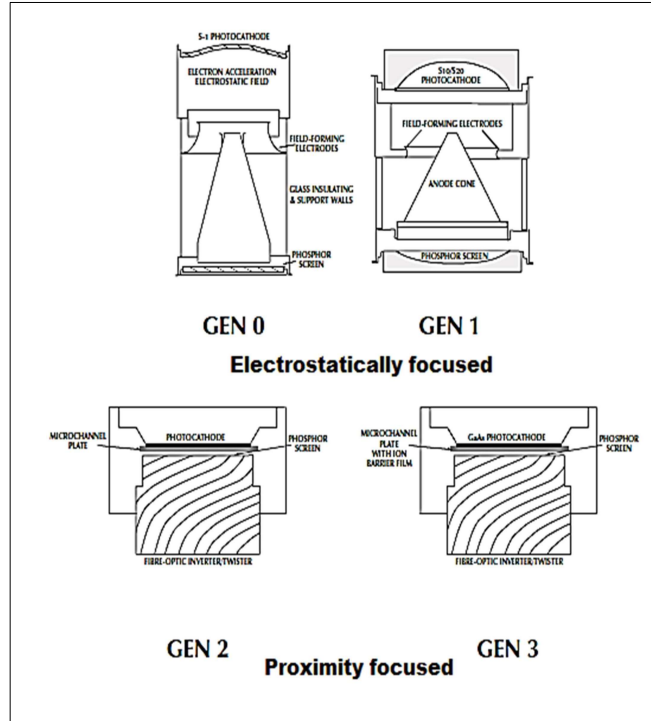 S-1 PHOTOCATHODE
ELECTRON ACCELERATION
ELECTROSTATIC FIELD
FIELD-FORMING
ELECTRODES
GLASS INSULATING
& SUPPORT WALLS
PHOSPHOR
SCREEN
GEN 0
S10/S20
PHOTOCATHODE
FIELD-FORMING ELECTRODES
ANODE CONE
PHOSPHOR SCREEN
GEN 1
Electrostatically focused
MICROCHANNEL
PLATE
PHOTOCATHODE
PHOSPHOR
SCREEN
FIBRE-OPTIC INVERTER/TWISTER
GEN 2
MICROCHANNEL
PLATE
WITH ION
BARRIER FILM
GaAs PHOTOCATHODE
PHOSPHOR
SCREEN
FIBRE-OPTIC INVERTER/TWISTER
GEN 3
Proximity focused